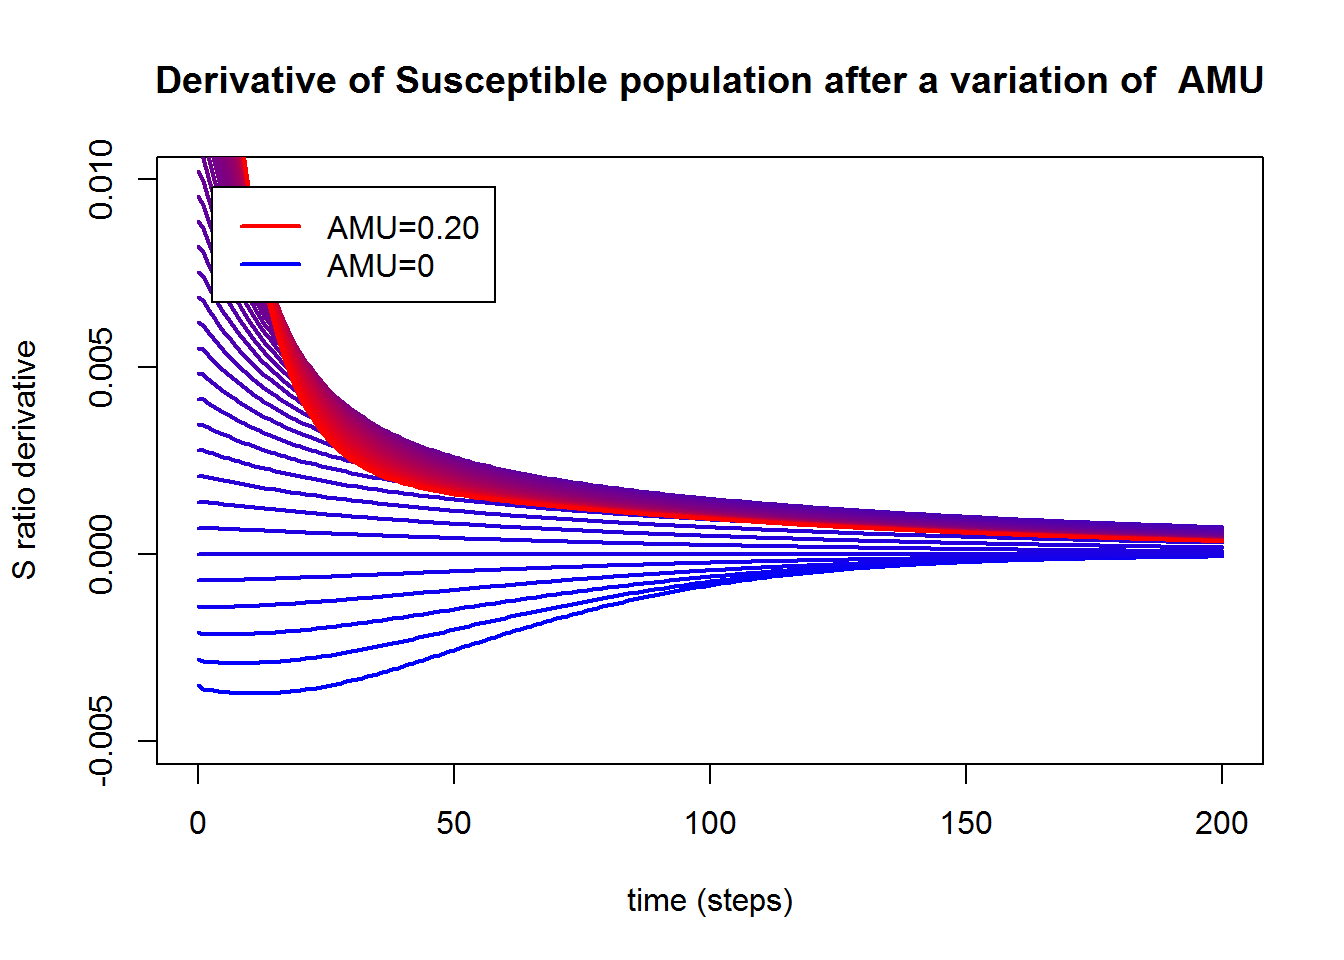 Derivative of Susceptible population after a variation of  AMU
S ratio derivative
0.010
0.005
0.000
-0.005
AMU=0.20
AMU=0
0 50 100 150 200
time (steps)